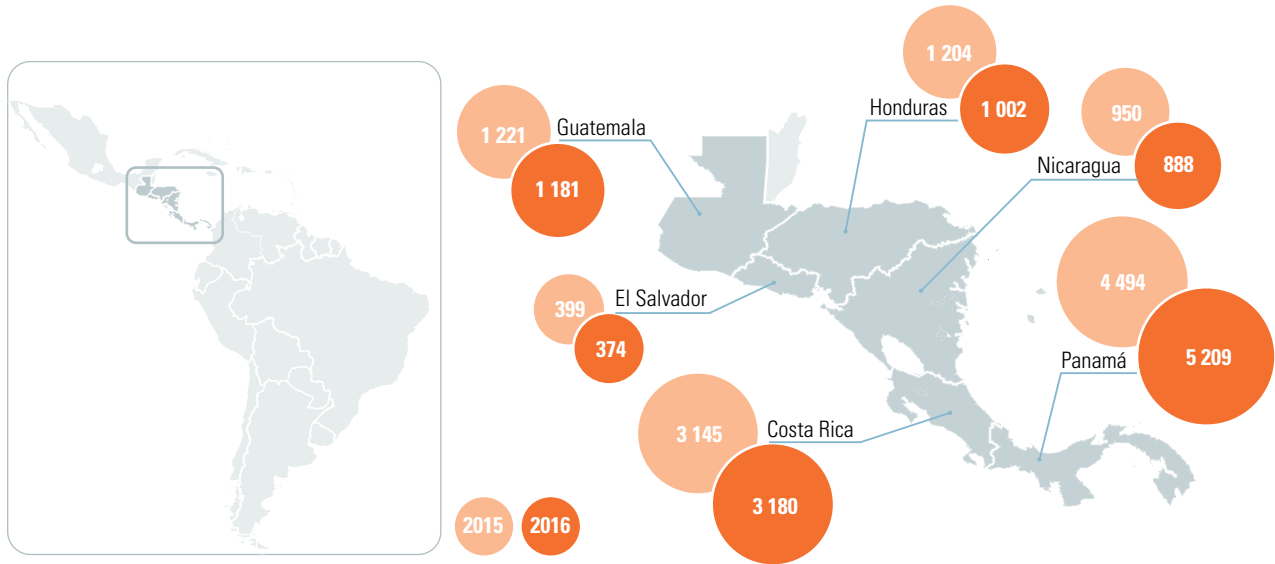 1 204
1 002
Honduras
950
888
Nicaragua
1 221
1 181
Guatemala
4 494
5 209
Panamá
399
374
El Salvador
3 145
3 180
Costa Rica
2015
2016